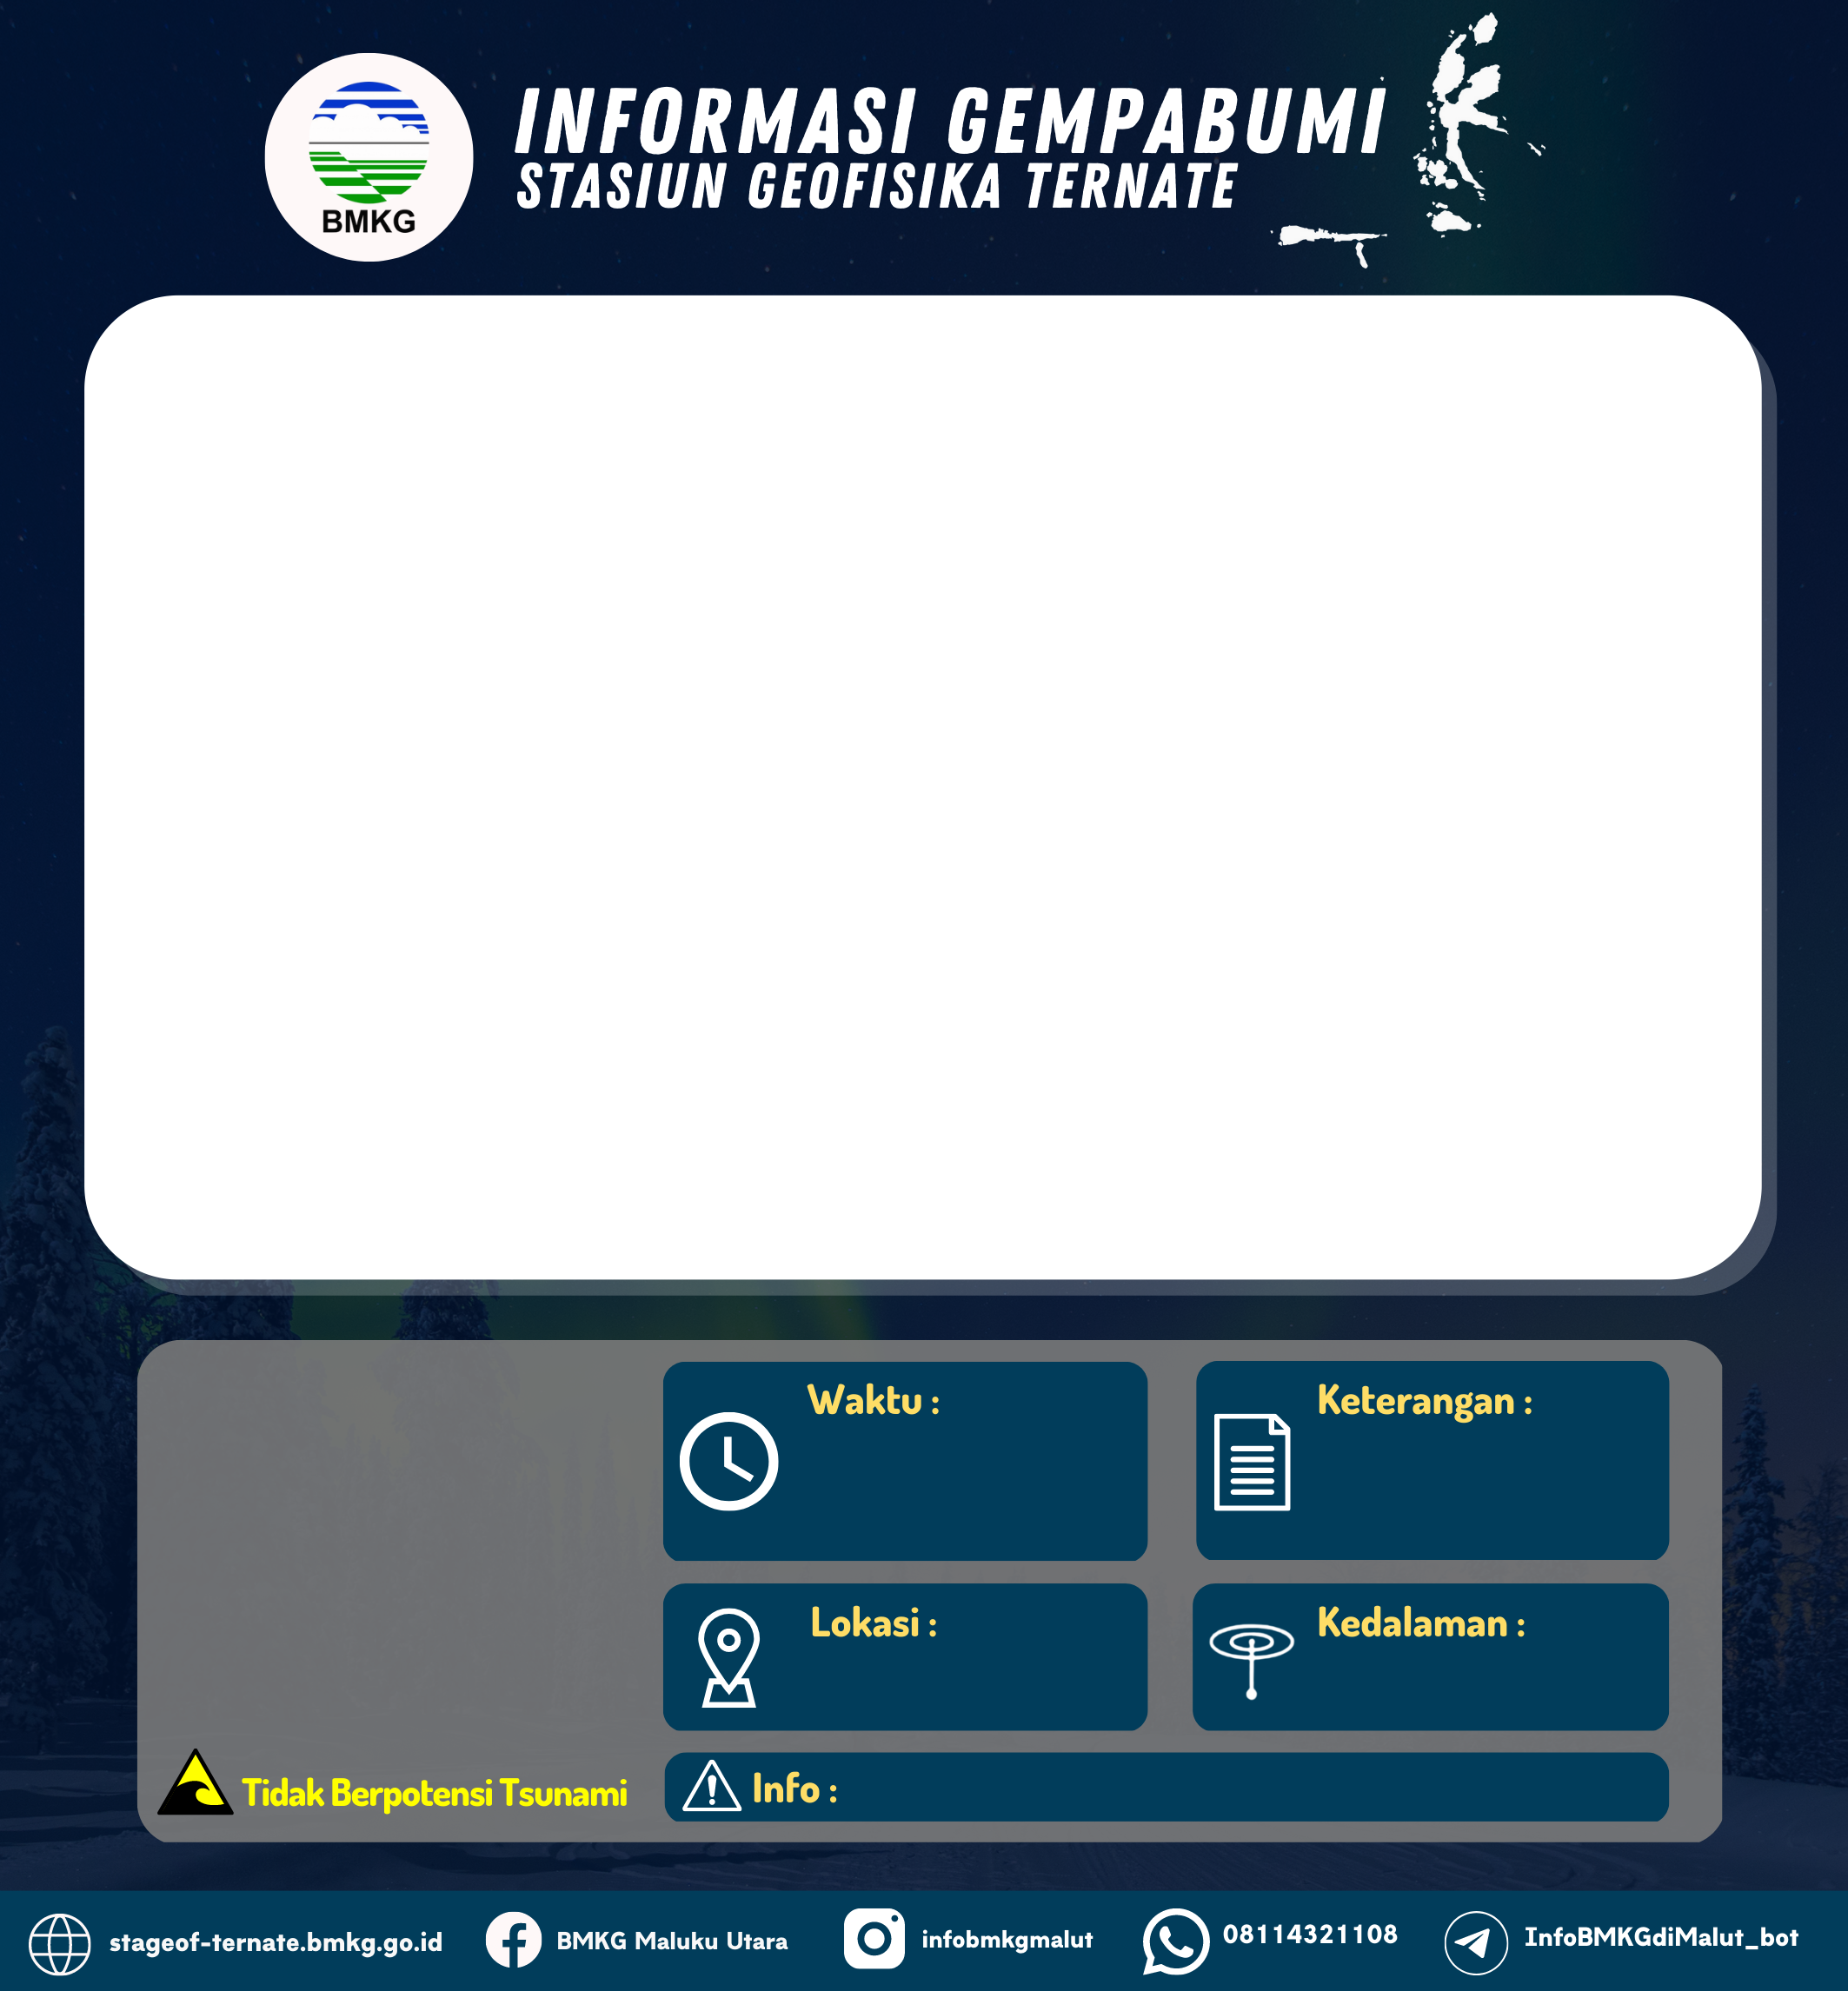 INFORMASI GEMPABUMI
STASIUN GEOFISIKA TERNATE
BMKG
Waktu :
Keterangan :
Lokasi :
Kedalaman :
Tidak Berpotensi Tsunami
Info :
stageof-ternate.bmkg.go.id
BMKG Maluku Utara
infobmkgmalut
08114321108
InfoBMKGdiMalut_bot